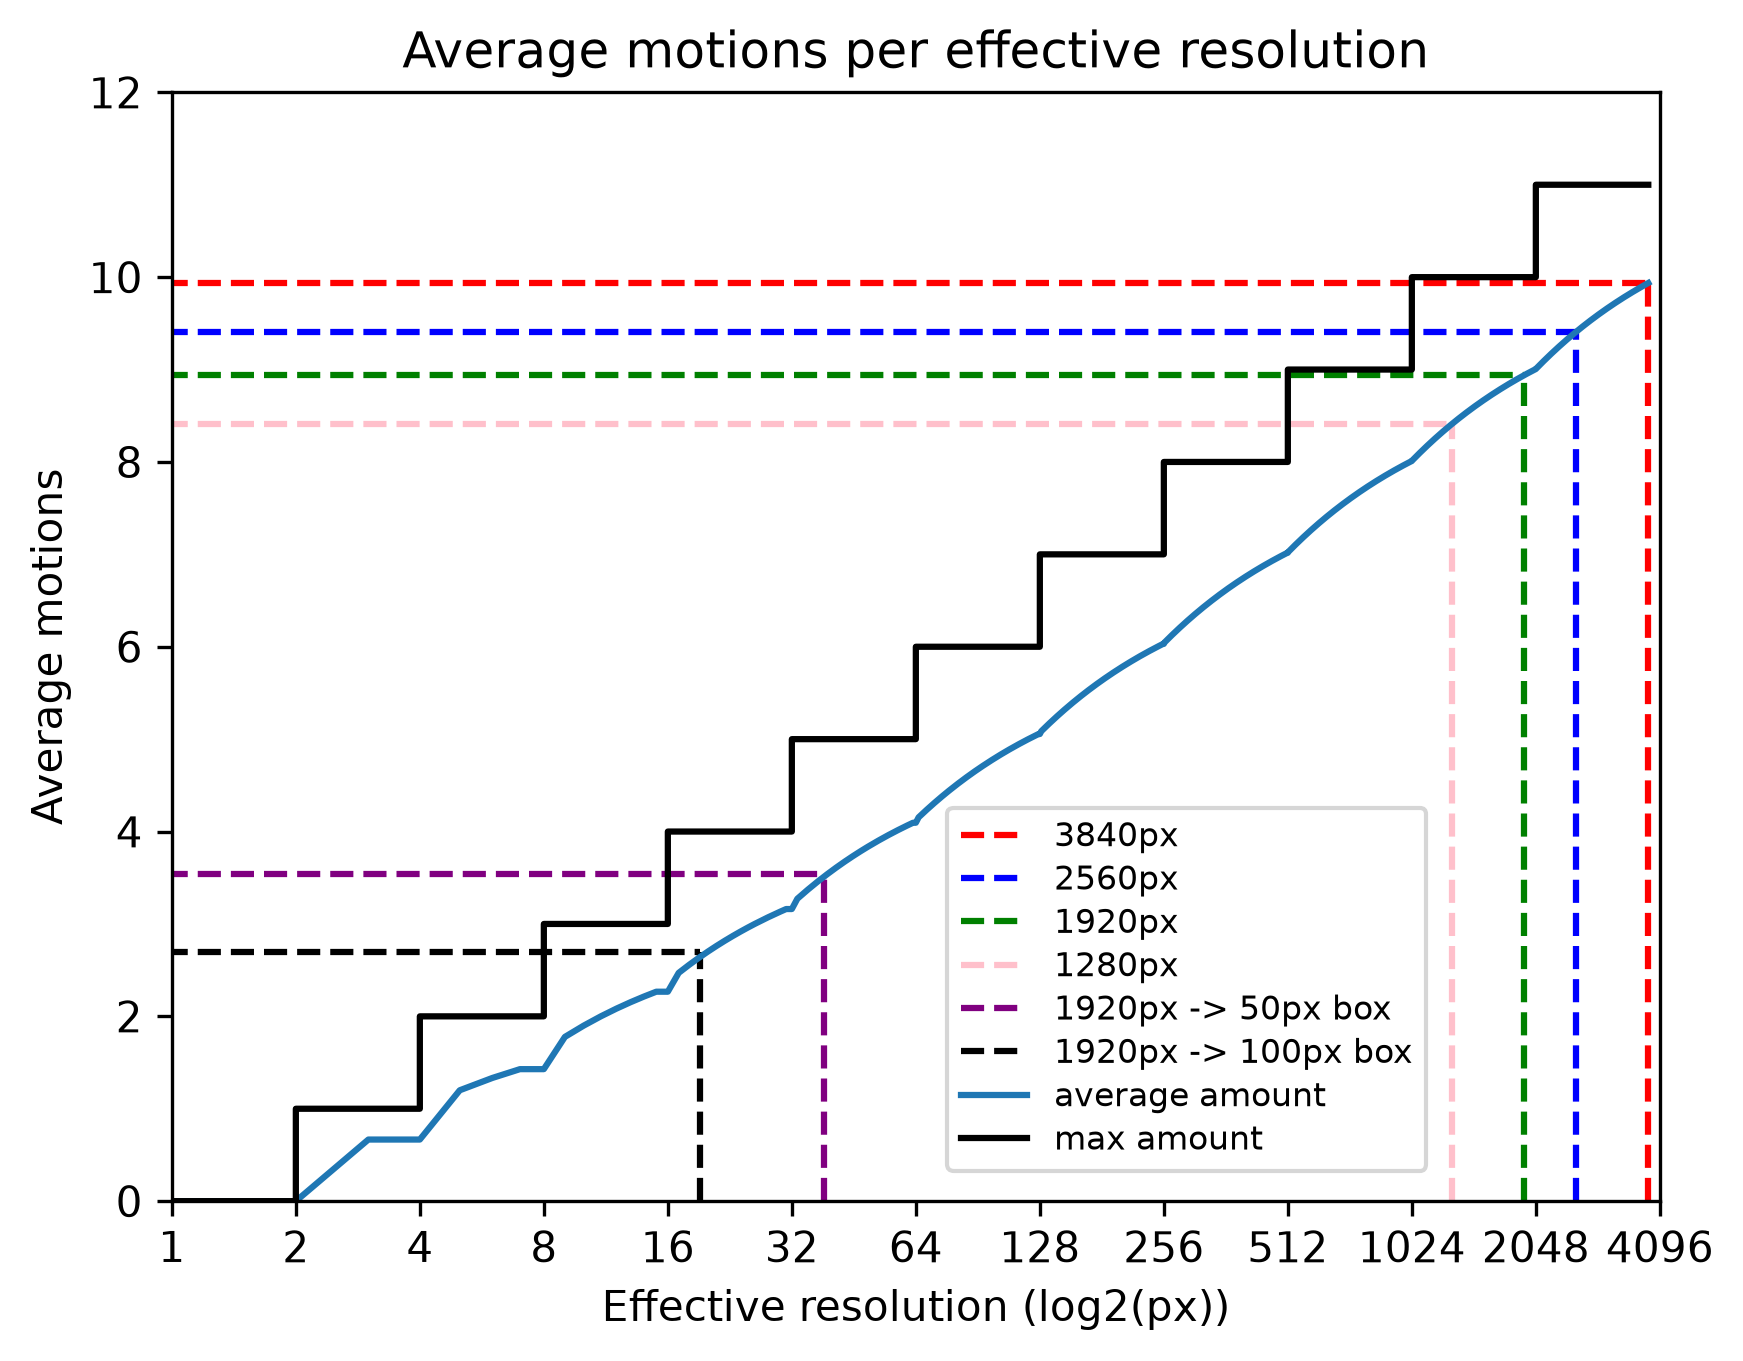 Average motions per effective resolution
12
10
8
6
4
2
0
Average motions
3840px
2560px
1920px
1280px
1920px -> 50px box
1920px -> 100px box
average amount
max amount
1 2 4 8 16 32 64 128 256 512 1024 2048 4096
Effective resolution (log2(px))